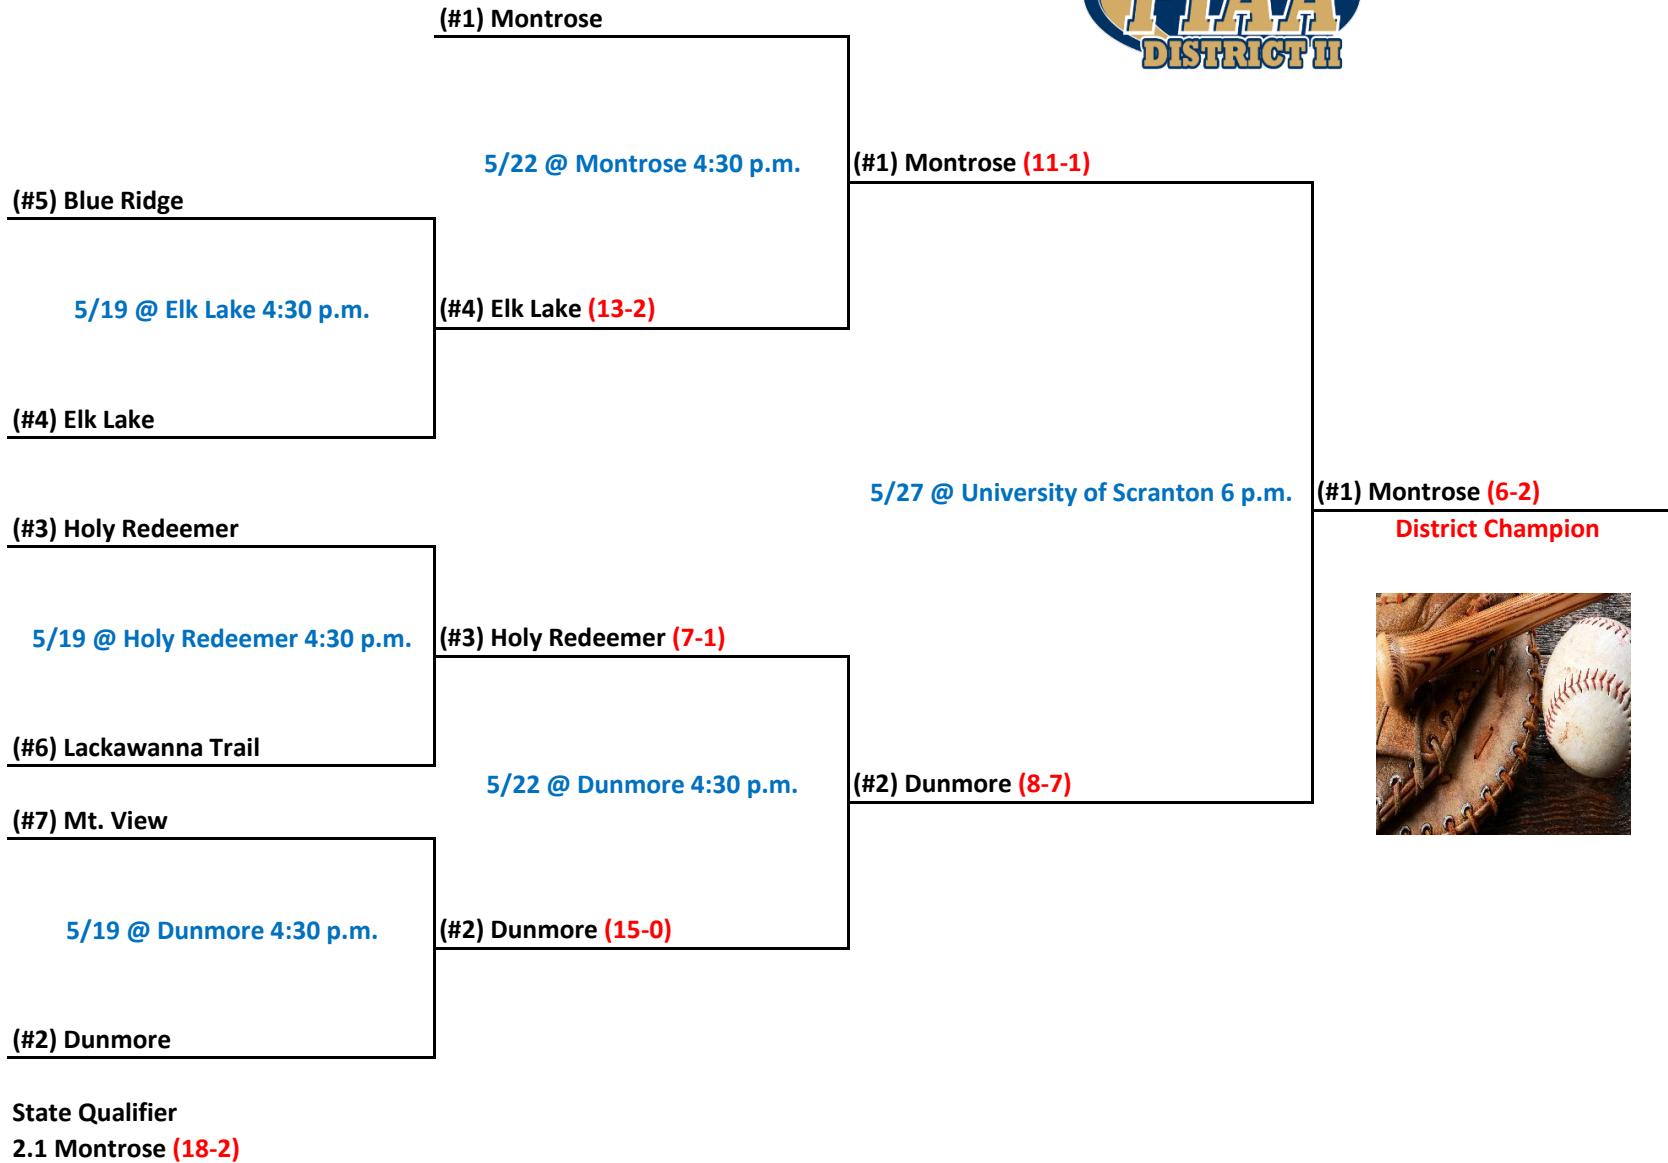 (#1) Montrose
PIAA
DISTRICT II
5/22 @ Montrose 4:30 p.m.
(#1) Montrose (11-1)
(#5) Blue Ridge
5/19 @ Elk Lake 4:30 p.m.
(#4) Elk Lake (13-2)
(#4) Elk Lake
5/27 @ University of Scranton 6 p.m.
(#1) Montrose (6-2)
District Champion
(#3) Holy Redeemer
5/19 @ Holy Redeemer 4:30 p.m.
(#3) Holy Redeemer (7-1)
(#6) Lackawanna Trail
5/22 @ Dunmore 4:30 p.m.
(#2) Dunmore (8-7)
(#7) Mt. View
5/19 @ Dunmore 4:30 p.m.
(#2) Dunmore (15-0)
(#2) Dunmore
State Qualifier
2.1 Montrose (18-2)